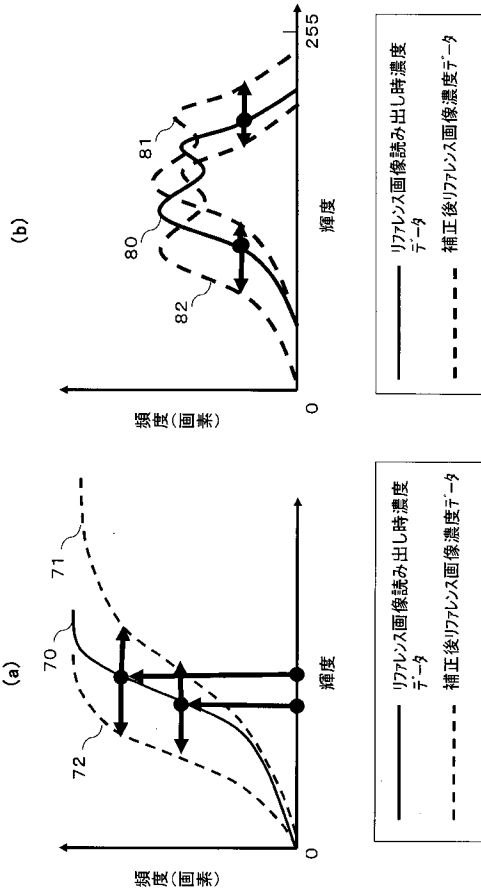 (a)
頻度(画素)
72
70
71
0
輝度
リファレンス画像読み出し時濃度
データ
補正後リファレンス画像濃度データ
(b)
頻度(画素)
82
80
81
0
輝度
255
リファレンス画像読み出し時濃度
データ
補正後リファレンス画像濃度データ